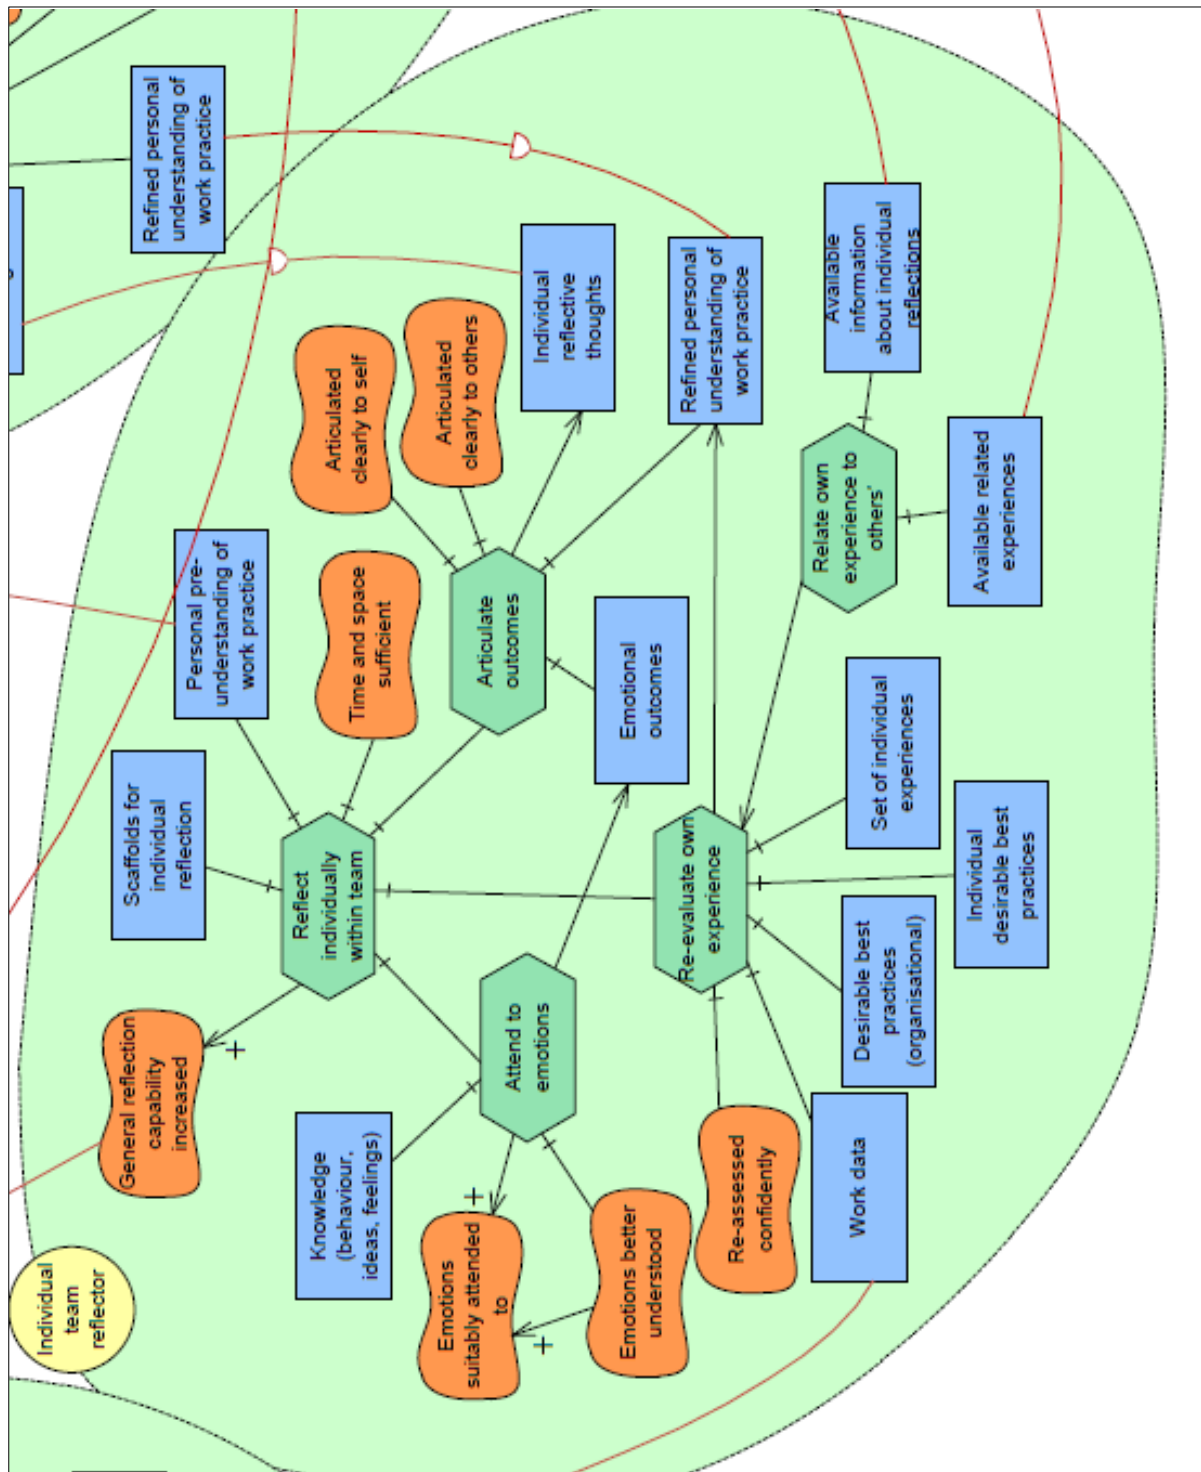 Individual
team
reflector
General reflection
capability
increased
Scaffolds for
individual
reflection
Personal pre-
understanding of
work practice
Refined personal
understanding of
work practice
Knowledge
(behaviour,
ideas, feelings)
Reflect
individually
within team
Time and space
sufficient
Articulated
clearly to self
Articulated
clearly to others
Emotions
suitably attended
to
+
+
+
Attend to
emotions
Articulate
outcomes
Individual
reflective
thoughts
Emotions better
understood
Emotional
outcomes
Refined personal
understanding of
work practice
Re-assessed
confidently
Re-evaluate own
experience
Work data
Desirable best
practices
(organisational)
Individual
desirable best
practices
Set of individual
experiences
Relate own
experience to
others'
Available
information
about individual
reflections
Available related
experiences